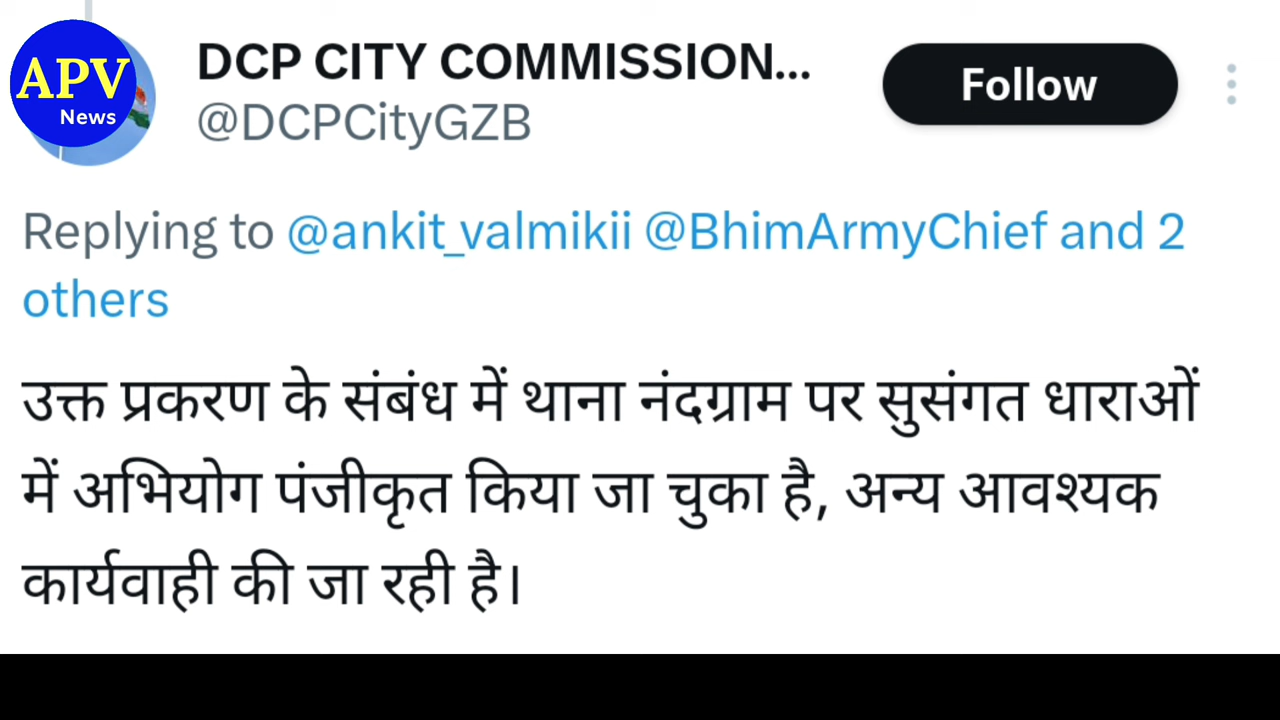 APV
News
DCP CITY COMMISSION...
@DCPCityGZB
Follow
Replying to @ankit_valmikii @BhimArmyChief and 2
others
उक्त प्रकरण के संबंध में थाना नंदग्राम पर सुसंगत धाराओं
में अभियोग पंजीकृत किया जा चुका है, अन्य आवश्यक
कार्यवाही की जा रही है।